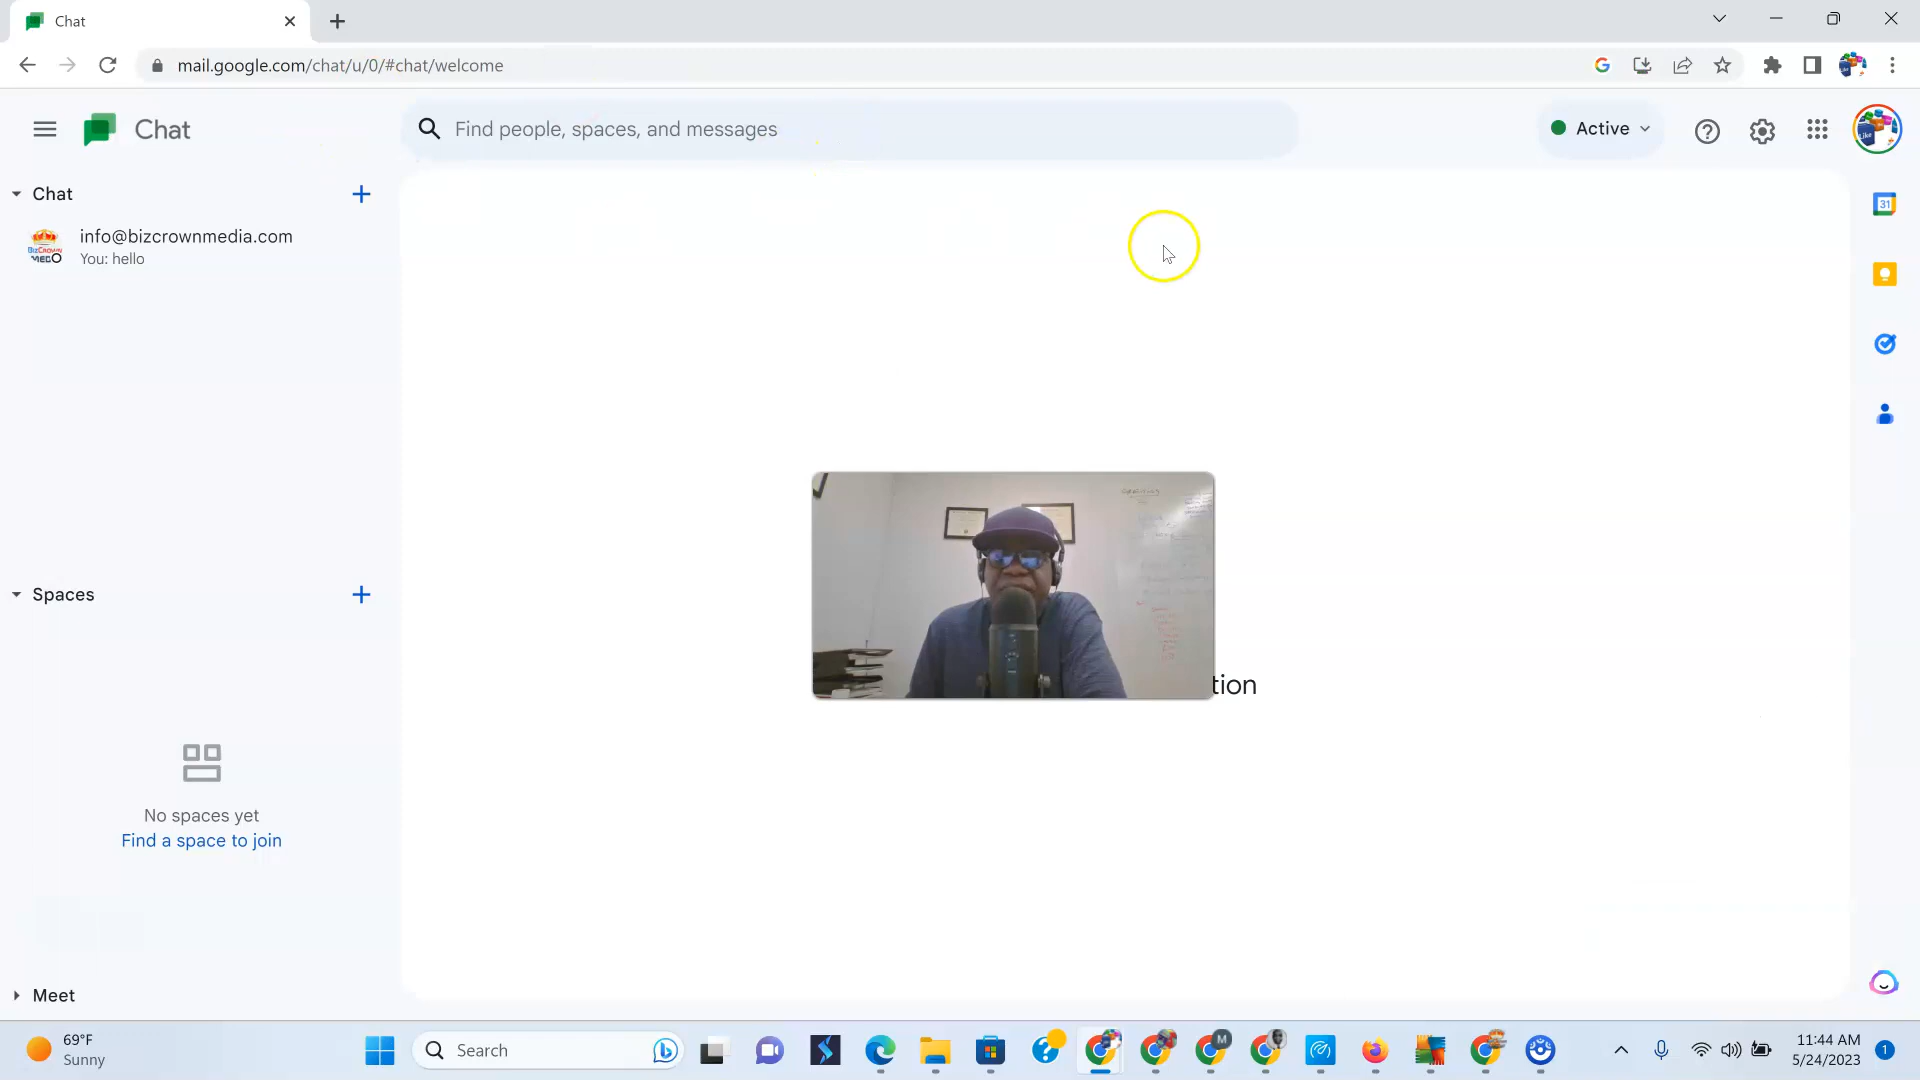 Chat
mail.google.com/chat/u/0/#chat/welcome
Chat
Find people, spaces, and messages
Active
Chat
info@bizcrownmedia.com
You: hello
31
Spaces
tion
No spaces yet
Find a space to join
Meet
69°F
Sunny
Search
M
11:44 AM
5/24/2023
1